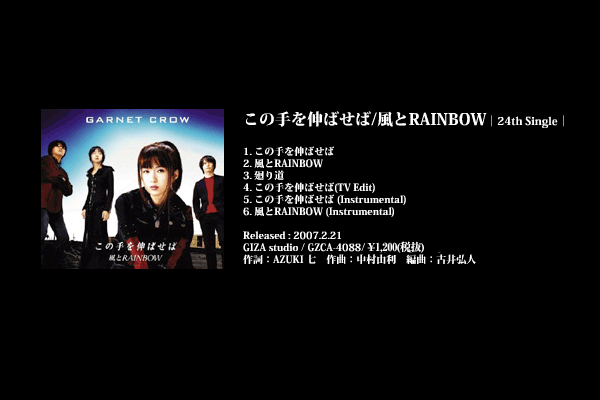 GARNET CROW
この手を伸ばせば
風とRAINBOW
この手を伸ばせば/風とRAINBOW | 24th Single |
1. この手を伸ばせば
2. 風とRAINBOW
3. 廻り道
4. この手を伸ばせば(TV Edit)
5. この手を伸ばせば (Instrumental)
6. 風とRAINBOW (Instrumental)
Released : 2007.2.21
GIZA studio / GZCA-4088/ ¥1,200(税抜)
作詞：AZUKI 七　作曲：中村由利　編曲：古井弘人